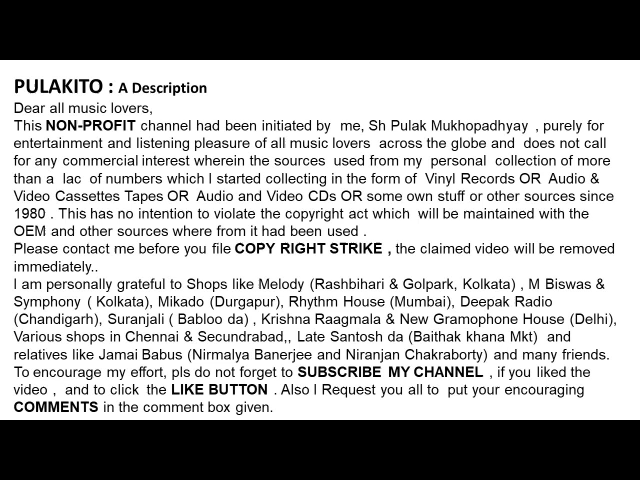 PULAKITO : A Description
Dear all music lovers,
This NON-PROFIT channel had been initiated by me, Sh Pulak Mukhopadhyay , purely for
entertainment and listening pleasure of all music lovers across the globe and does not call
for any commercial interest wherein the sources used from my personal collection of more
than a lac of numbers which I started collecting in the form of Vinyl Records OR Audio &
Video Cassettes Tapes OR Audio and Video CDs OR some own stuff or other sources since
1980 . This has no intention to violate the copyright act which will be maintained with the
OEM and other sources where from it had been used .
Please contact me before you file COPY RIGHT STRIKE , the claimed video will be removed
immediately..
I am personally grateful to Shops like Melody (Rashbihari & Golpark, Kolkata) , M Biswas &
Symphony ( Kolkata), Mikado (Durgapur), Rhythm House (Mumbai), Deepak Radio
(Chandigarh), Suranjali ( Babloo da) , Krishna Raagmala & New Gramophone House (Delhi),
Various shops in Chennai & Secundrabad,, Late Santosh da (Baithak khana Mkt) and
relatives like Jamai Babus (Nirmalya Banerjee and Niranjan Chakraborty) and many friends.
To encourage my effort, pls do not forget to SUBSCRIBE MY CHANNEL , if you liked the
video , and to click the LIKE BUTTON . Also I Request you all to put your encouraging
COMMENTS in the comment box given.